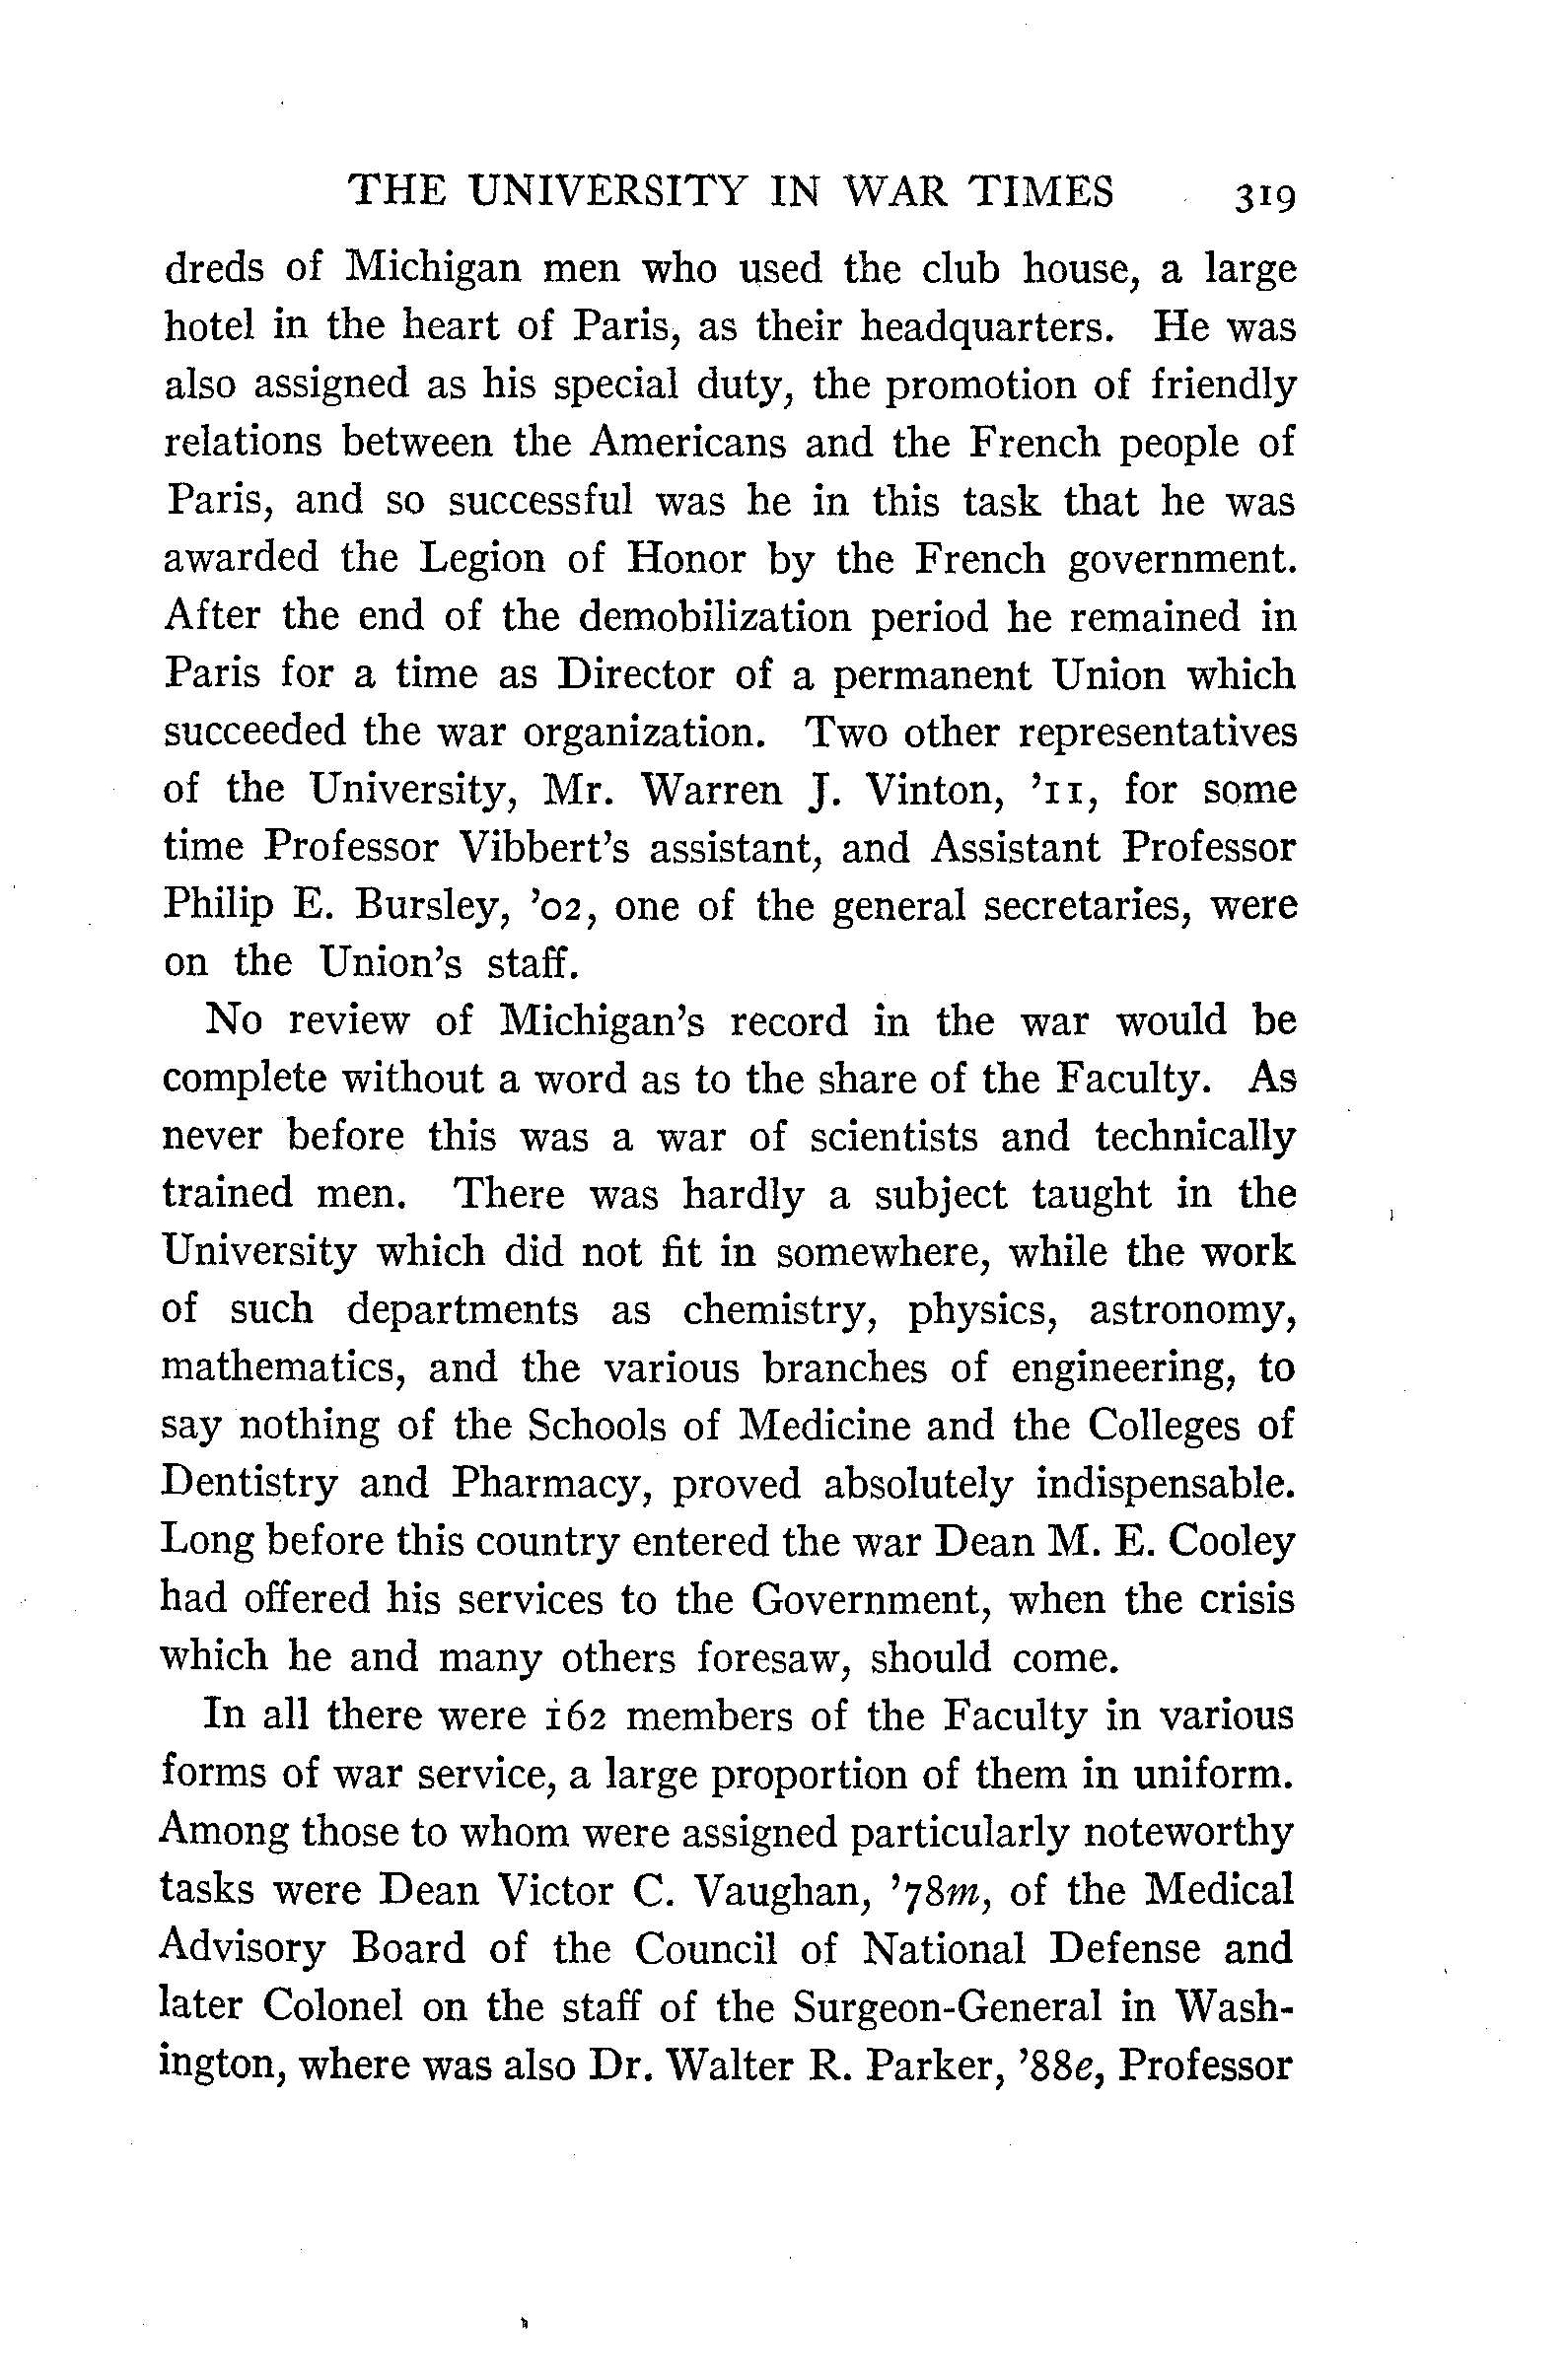 THE UNIVERSITY IN WAR TIMES 319
dreds of Michigan men who used the club house, a large
hotel in the heart of Paris, as their headquarters. He was
also assigned as his special duty, the promotion of friendly
relations between the Americans and the French people of
Paris, and so successful was he in this task that he was
awarded the Legion of Honor by the French government.
After the end of the demobilization period he remained in
Paris for a time as Director of a permanent Union which
succeeded the war organization. Two other representatives
of the University, Mr. Warren J. Vinton, '11, for some
time Professor Vibbert's assistant, and Assistant Professor
Philip E. Bursley, '02, one of the general secretaries, were
on the Union's staff.
No review of Michigan's record in the war would be
complete without a word as to the share of the Faculty. As
never before this was a war of scientists and technically
trained men. There was hardly a subject taught in the
University which did not fit in somewhere, while the work
of such departments as chemistry, physics, astronomy,
mathematics, and the various branches of engineering, to
say nothing of the Schools of Medicine and the Colleges of
Dentistry and Pharmacy, proved absolutely indispensable.
Long before this country entered the war Dean M. E. Cooley
had offered his services to the Government, when the crisis
which he and many others foresaw, should come.
In all there were 162 members of the Faculty in various
forms of war service, a large proportion of them in uniform.
Among those to whom were assigned particularly noteworthy
tasks were Dean Victor C. Vaughan, '78m, of the Medical
Advisory Board of the Council of National Defense and
later Colonel on the staff of the Surgeon-General in Wash-
ington, where was also Dr. Walter R. Parker, '88e, Professor